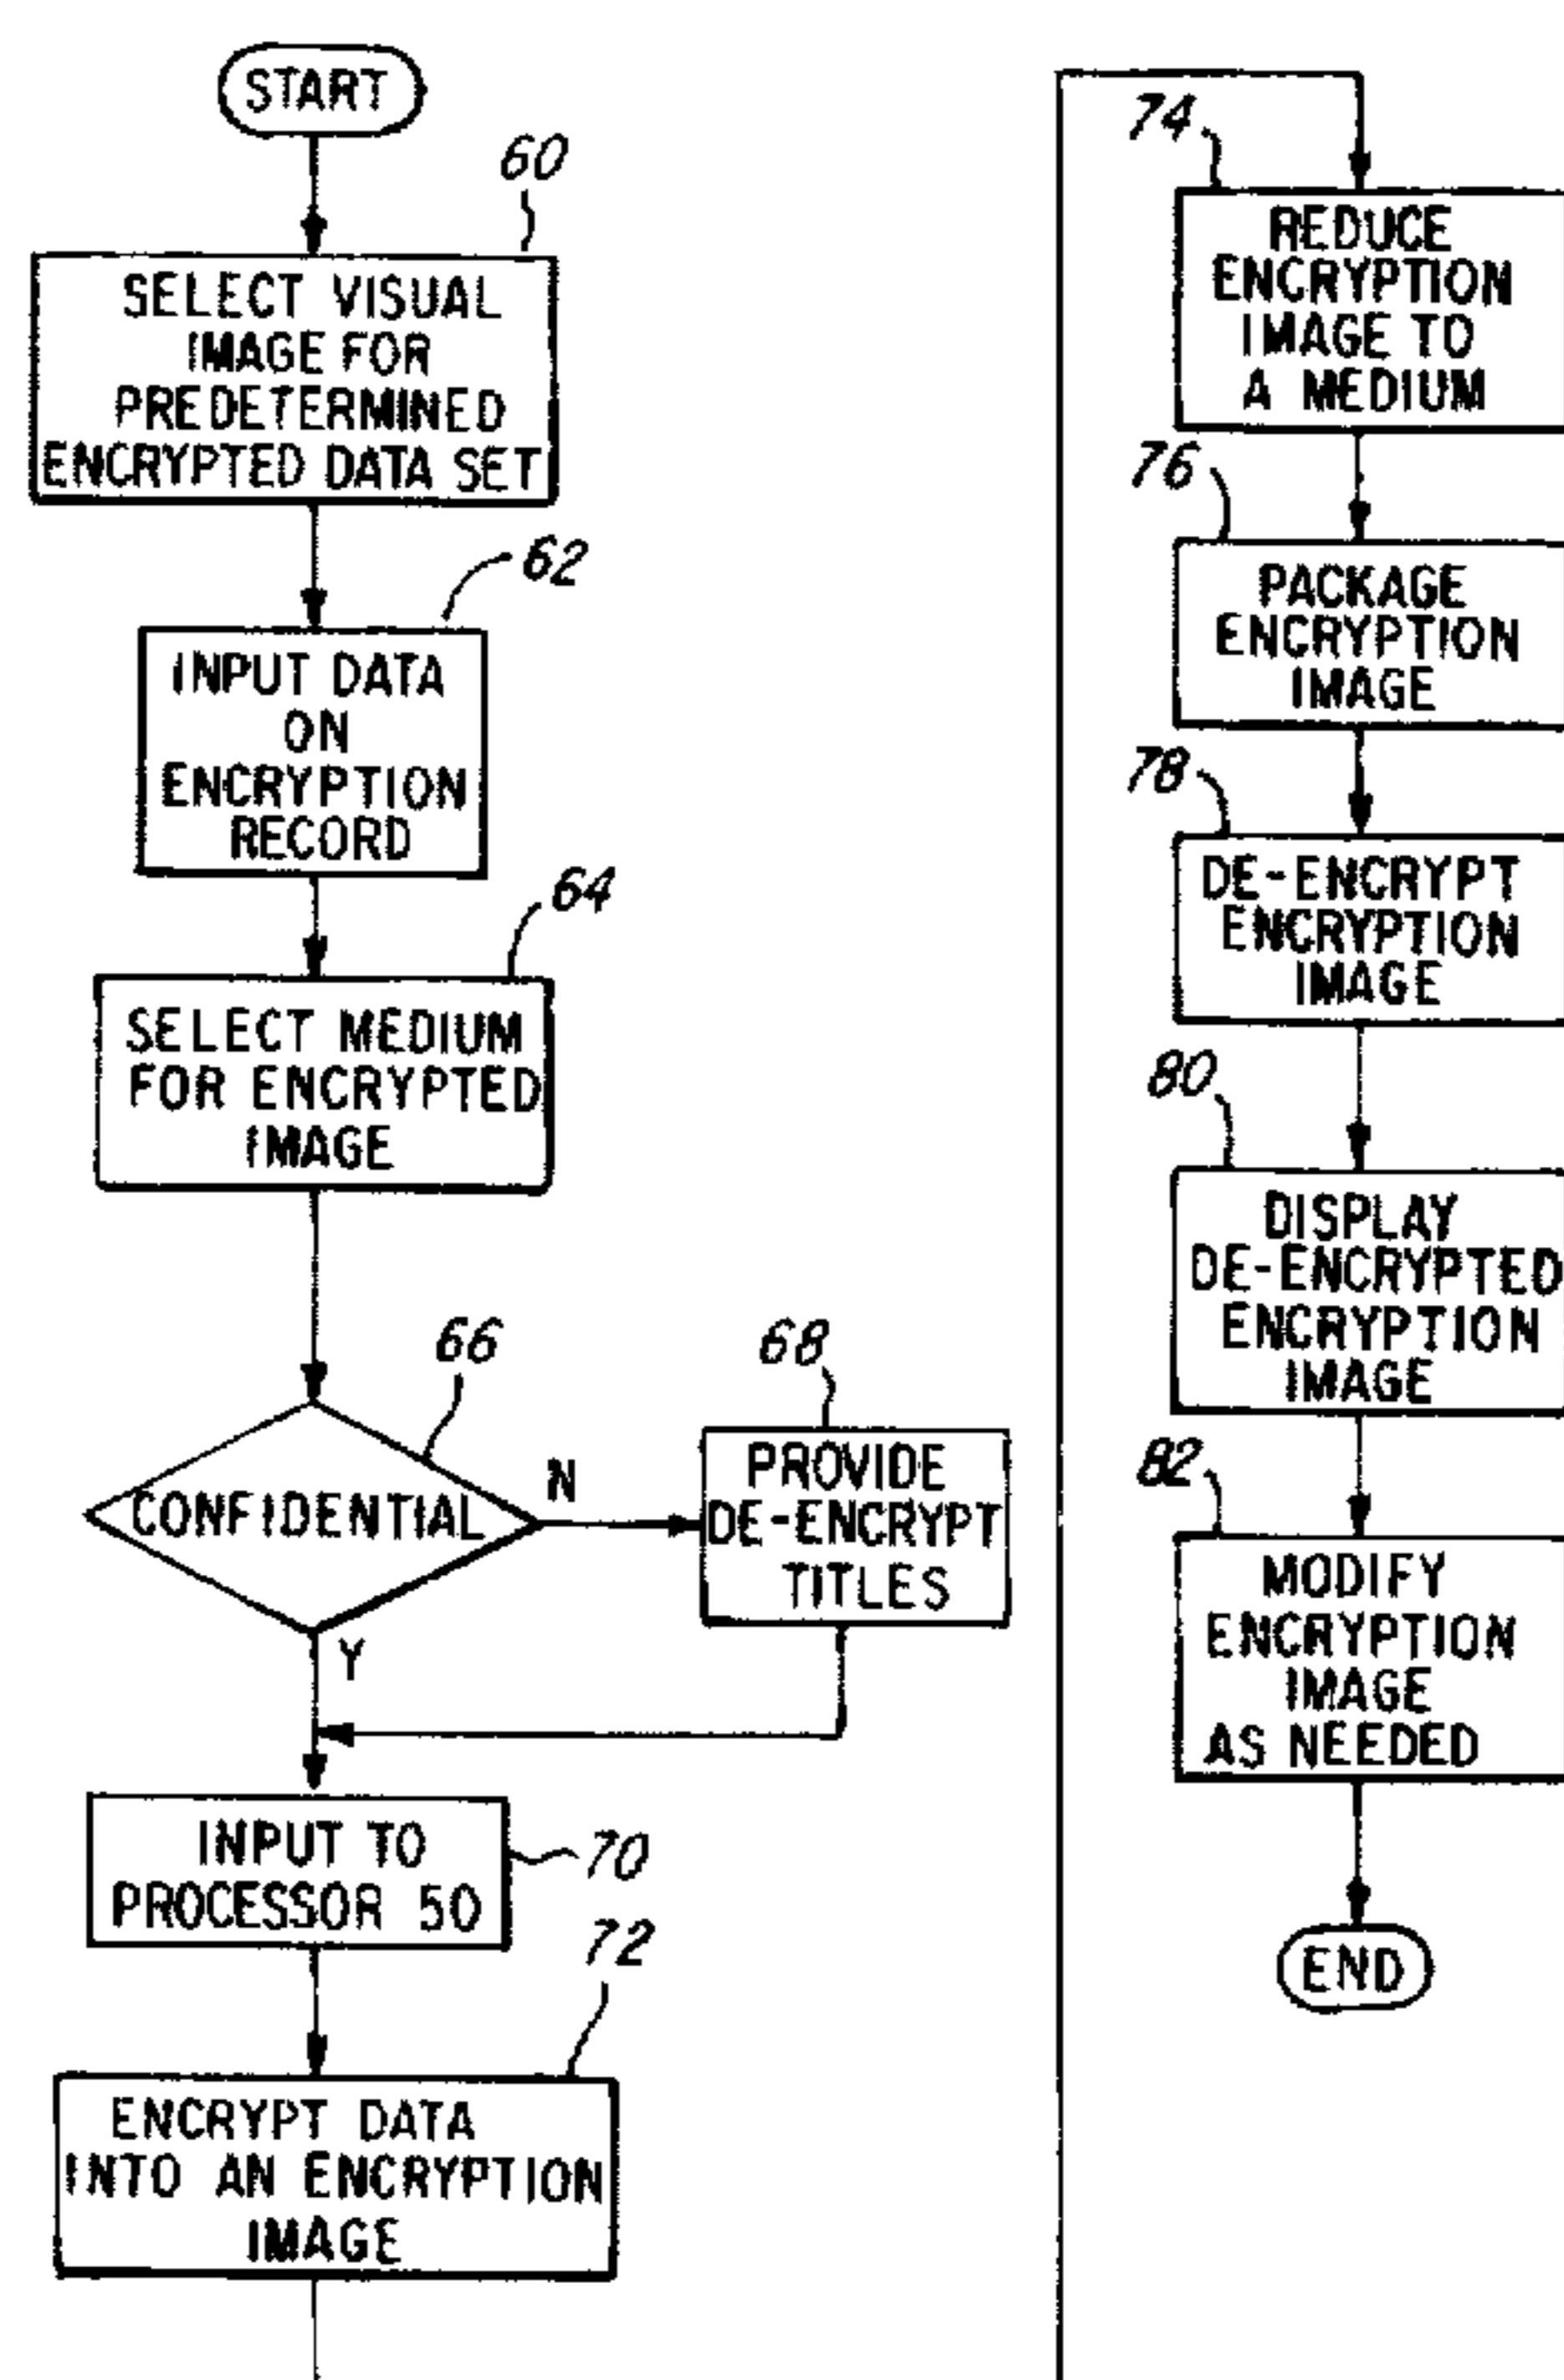 START
60
SELECT VISUAL
IMAGE FOR
PREDETERMINED
ENCRYPTED DATA SET
62
INPUT DATA
ON
ENCRYPTION
RECORD
64
SELECT MEDIUM
FOR ENCRYPTED
IMAGE
66
CONFIDENTIAL
N
Y
68
PROVIDE
DE-ENCRYPT
TITLES
70
INPUT TO
PROCESSOR 50
72
ENCRYPT DATA
INTO AN ENCRYPTION
IMAGE
74
REDUCE
ENCRYPTION
IMAGE TO
A MEDIUM
76
PACKAGE
ENCRYPTION
IMAGE
78
DE-ENCRYPT
ENCRYPTION
IMAGE
80
DISPLAY
DE-ENCRYPTED
ENCRYPTION
IMAGE
82
MODIFY
ENCRYPTION
IMAGE
AS NEEDED
END